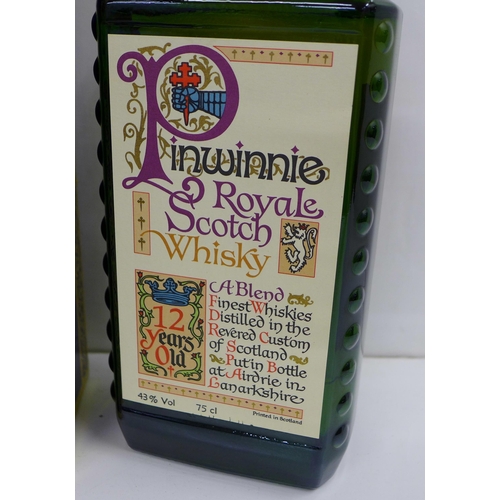 Pinwinnie
Royale
Scotch
Whisky
12
Years
Old
A Blend
Finest Whiskies
Distilled in the
Revered Custom
of Scotland
Put in Bottle
at Airdrie in
Lanarkshire
43% Vol 75 cl
Printed in Scotland